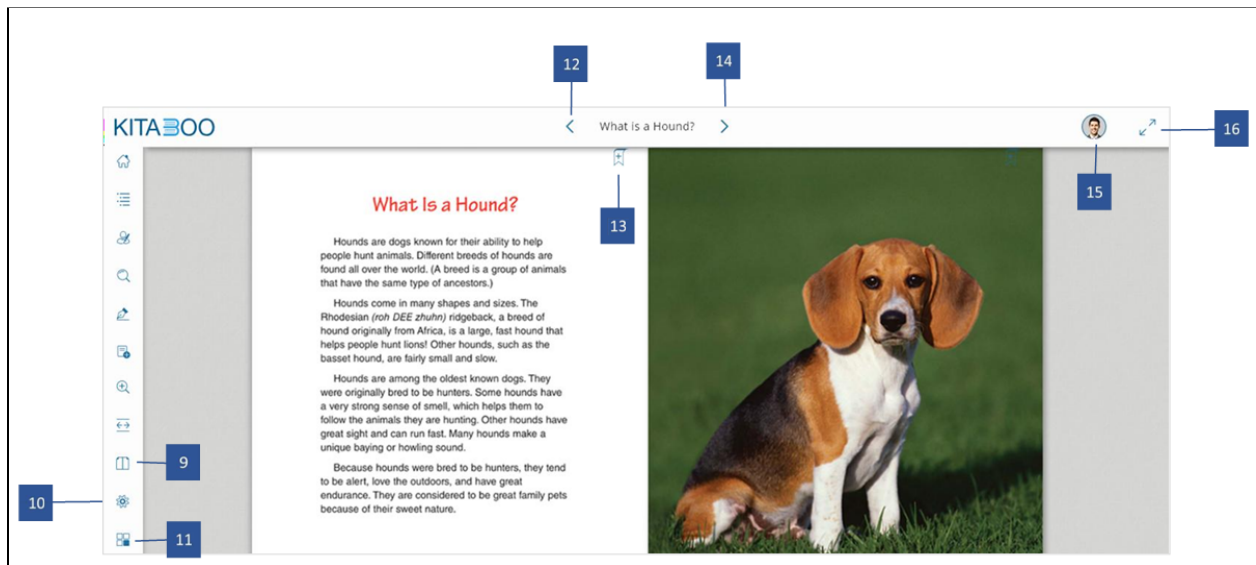 12
14
KITABOO
What is a Hound?
16
15
13
What Is a Hound?
Hounds are dogs known for their ability to help
people hunt animals. Different breeds of hounds are
found all over the world. (A breed is a group of animals
that have the same type of ancestors.)
Hounds come in many shapes and sizes. The
Rhodesian (roh DEE zhuhn) ridgeback, a breed of
hound originally from Africa, is a large, fast hound that
helps people hunt lions! Other hounds, such as the
basset hound, are fairly small and slow.
Hounds are among the oldest known dogs. They
were originally bred to be hunters. Some hounds have
a very strong sense of smell, which helps them to
follow the animals they are hunting. Other hounds have
great sight and can run fast. Many hounds make a
unique baying or howling sound.
Because hounds were bred to be hunters, they tend
to be alert, love the outdoors, and have great
endurance. They are considered to be great family pets
because of their sweet nature.
9
10
11